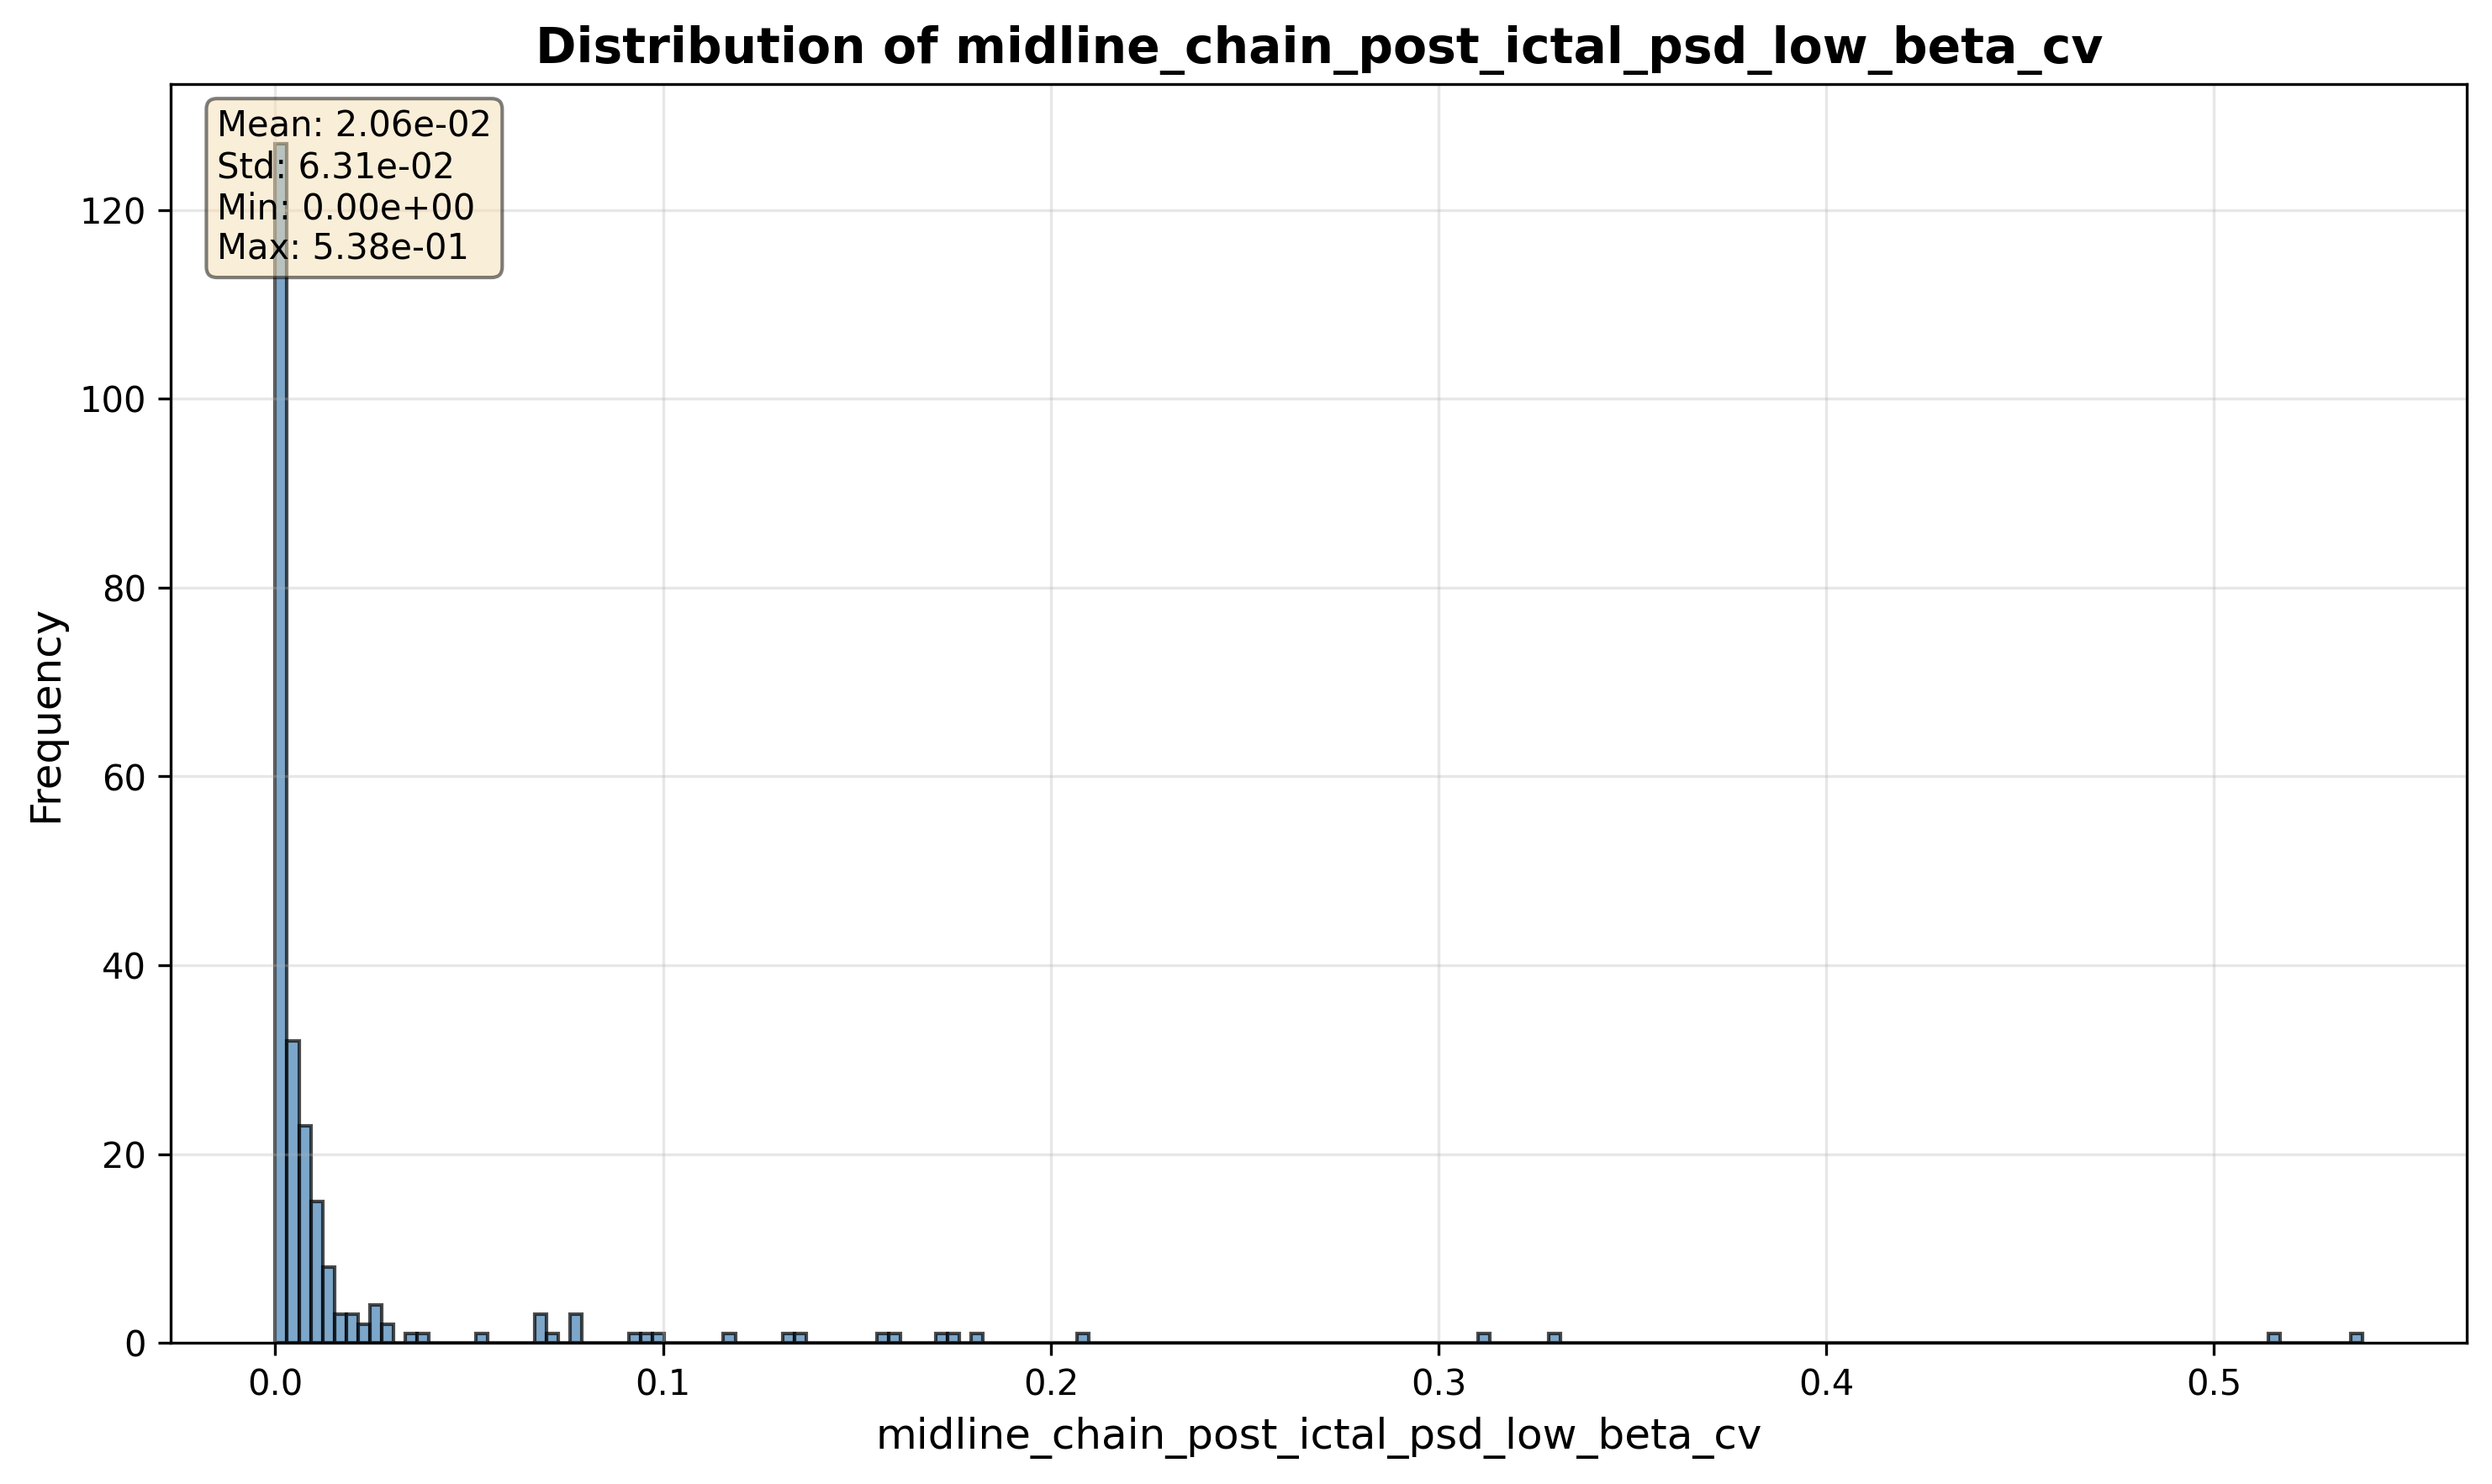 Distribution of midline_chain_post_ictal_psd_low_beta_cv
Mean: 2.06e-02
Std: 6.31e-02
Min: 0.00e+00
Max: 5.38e-01
120
100
80
60
40
20
0
Frequency
0.0 0.1 0.2 0.3 0.4 0.5
midline_chain_post_ictal_psd_low_beta_cv